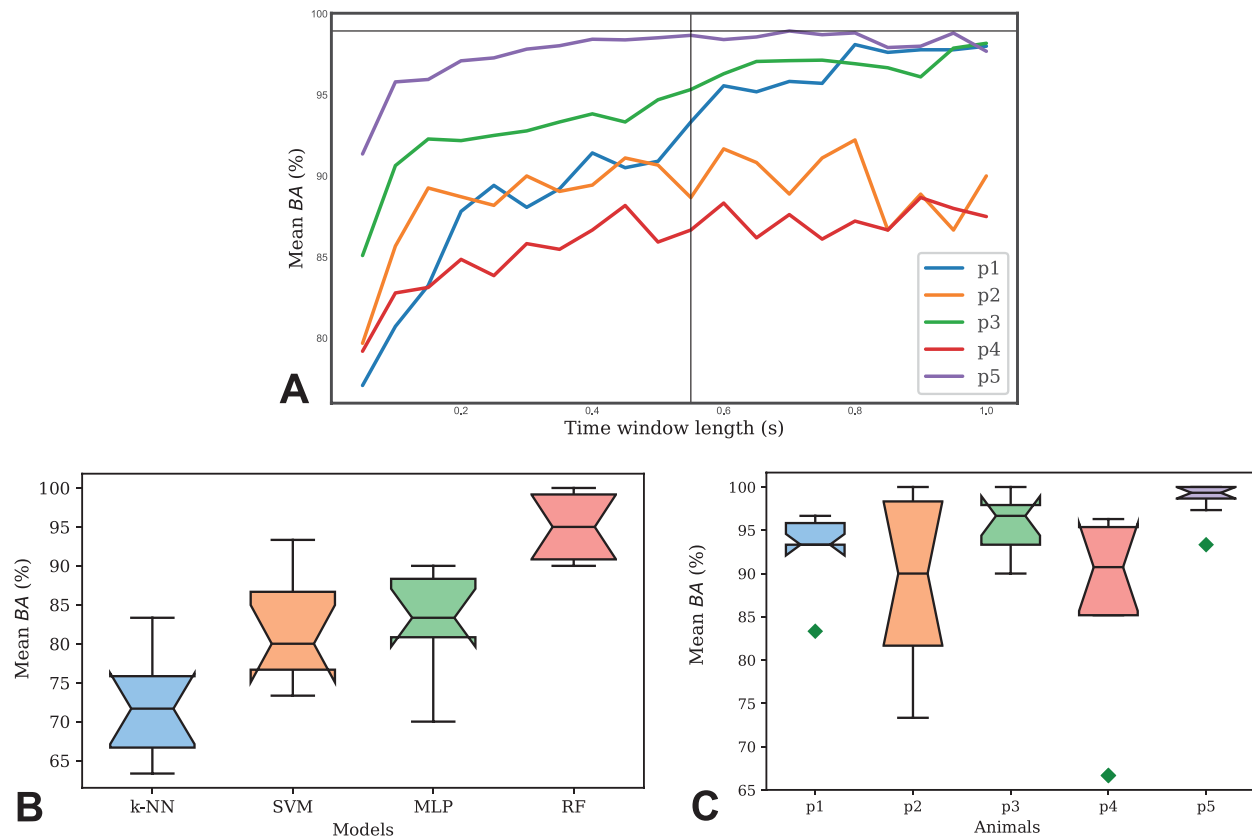 100
95
90
85
80
Mean BA (%)
0.2 0.4 0.6 0.8 1.0
Time window length (s)
p1
p2
p3
p4
p5
A
100
95
90
85
80
75
70
65
Mean BA (%)
k-NN SVM MLP RF
Models
B
100
95
90
85
80
75
70
65
Mean BA (%)
p1 p2 p3 p4 p5
Animals
C